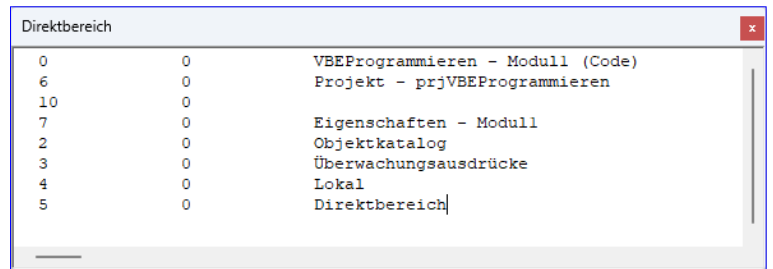 Direktbereich
x
0 0 VBEProgrammieren - Modul1 (Code)
6 0 Projekt - prjVBEProgrammieren
10 0
7 0 Eigenschaften - Modul1
2 0 Objektkatalog
3 0 Überwachungsausdrücke
4 0 Lokal
5 0 Direktbereich